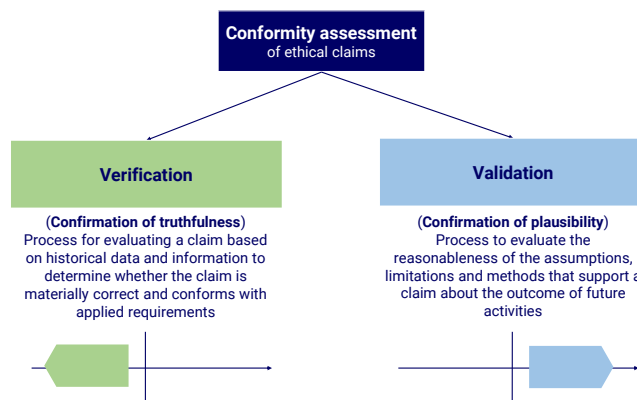 Conformity assessment
of ethical claims
Verification
(Confirmation of truthfulness)
Process for evaluating a claim based
on historical data and information to
determine whether the claim is
materially correct and conforms with
applied requirements
Validation
(Confirmation of plausibility)
Process to evaluate the
reasonableness of the assumptions,
limitations and methods that support a
claim about the outcome of future
activities